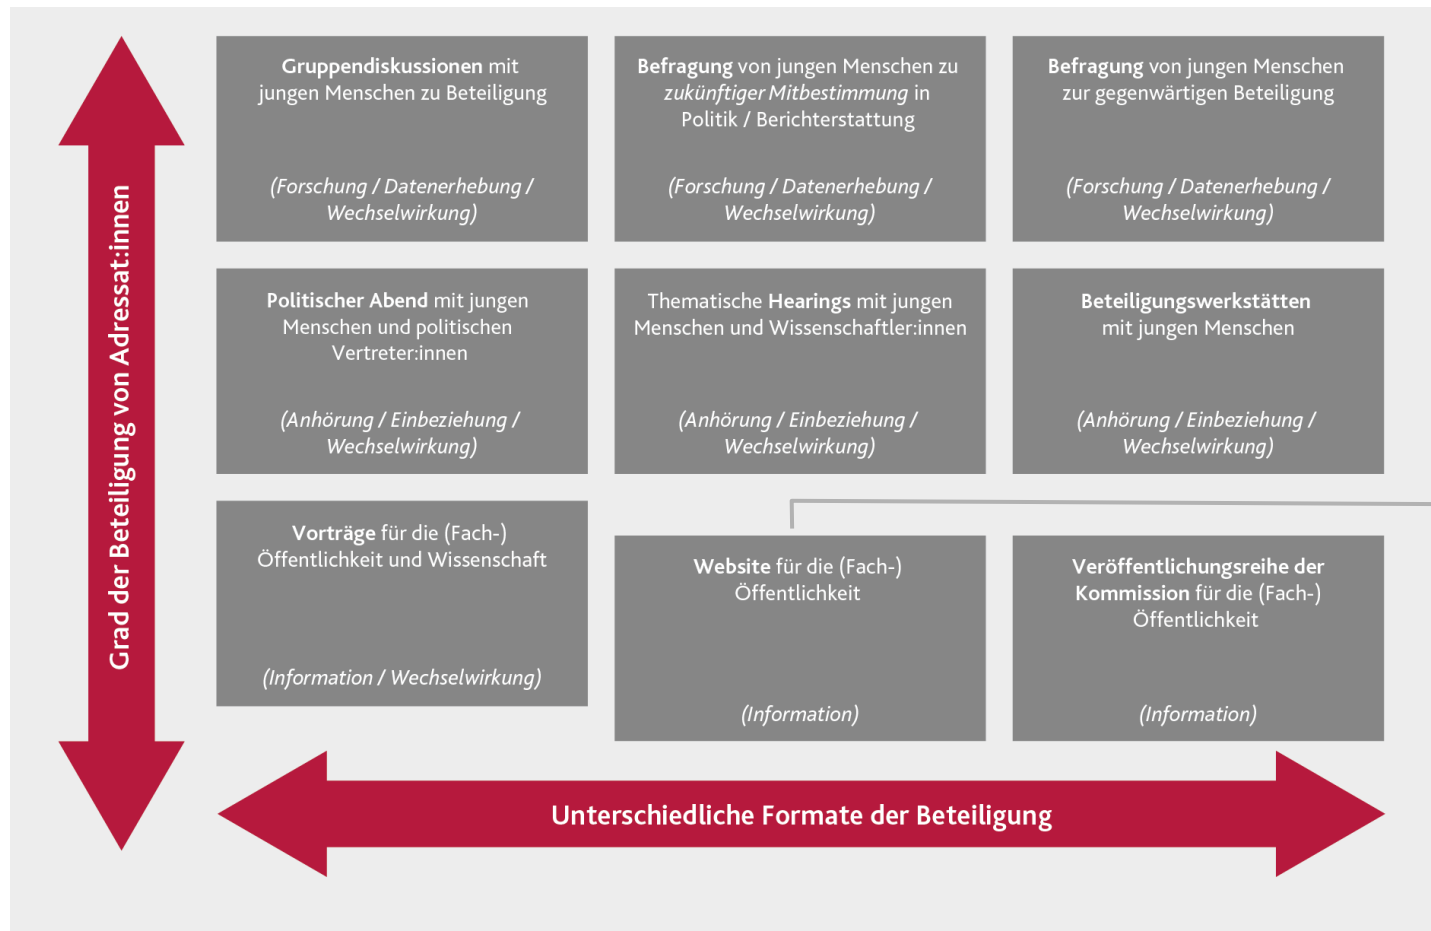 Grad der Beteiligung von Adressat:innen
Gruppendiskussionen mit
jungen Menschen zu Beteiligung
(Forschung / Datenerhebung /
Wechselwirkung)
Befragung von jungen Menschen zu
zukünftiger Mitbestimmung in
Politik / Berichterstattung
(Forschung / Datenerhebung /
Wechselwirkung)
Befragung von jungen Menschen
zur gegenwärtigen Beteiligung
(Forschung / Datenerhebung /
Wechselwirkung)
Politischer Abend mit jungen
Menschen und politischen
Vertreter:innen
(Anhörung / Einbeziehung /
Wechselwirkung)
Thematische Hearings mit jungen
Menschen und Wissenschaftler:innen
(Anhörung / Einbeziehung /
Wechselwirkung)
Beteiligungswerkstätten
mit jungen Menschen
(Anhörung / Einbeziehung /
Wechselwirkung)
Vorträge für die (Fach-)
Öffentlichkeit und Wissenschaft
(Information / Wechselwirkung)
Website für die (Fach-)
Öffentlichkeit
(Information)
Veröffentlichungsreihe der
Kommission für die (Fach-)
Öffentlichkeit
(Information)
Unterschiedliche Formate der Beteiligung